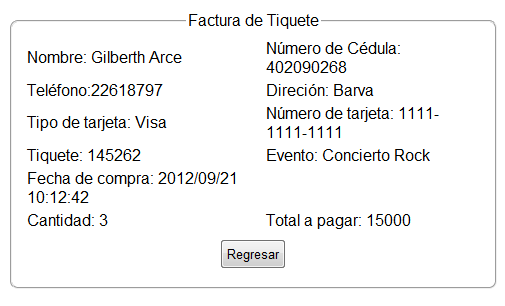 Factura de Tiquete
Nombre: Gilberth Arce
Número de Cédula:
402090268
Teléfono:22618797
Direción: Barva
Tipo de tarjeta: Visa
Número de tarjeta: 1111-
1111-1111
Tiquete: 145262
Evento: Concierto Rock
Fecha de compra: 2012/09/21
10:12:42
Cantidad: 3
Total a pagar: 15000
Regresar